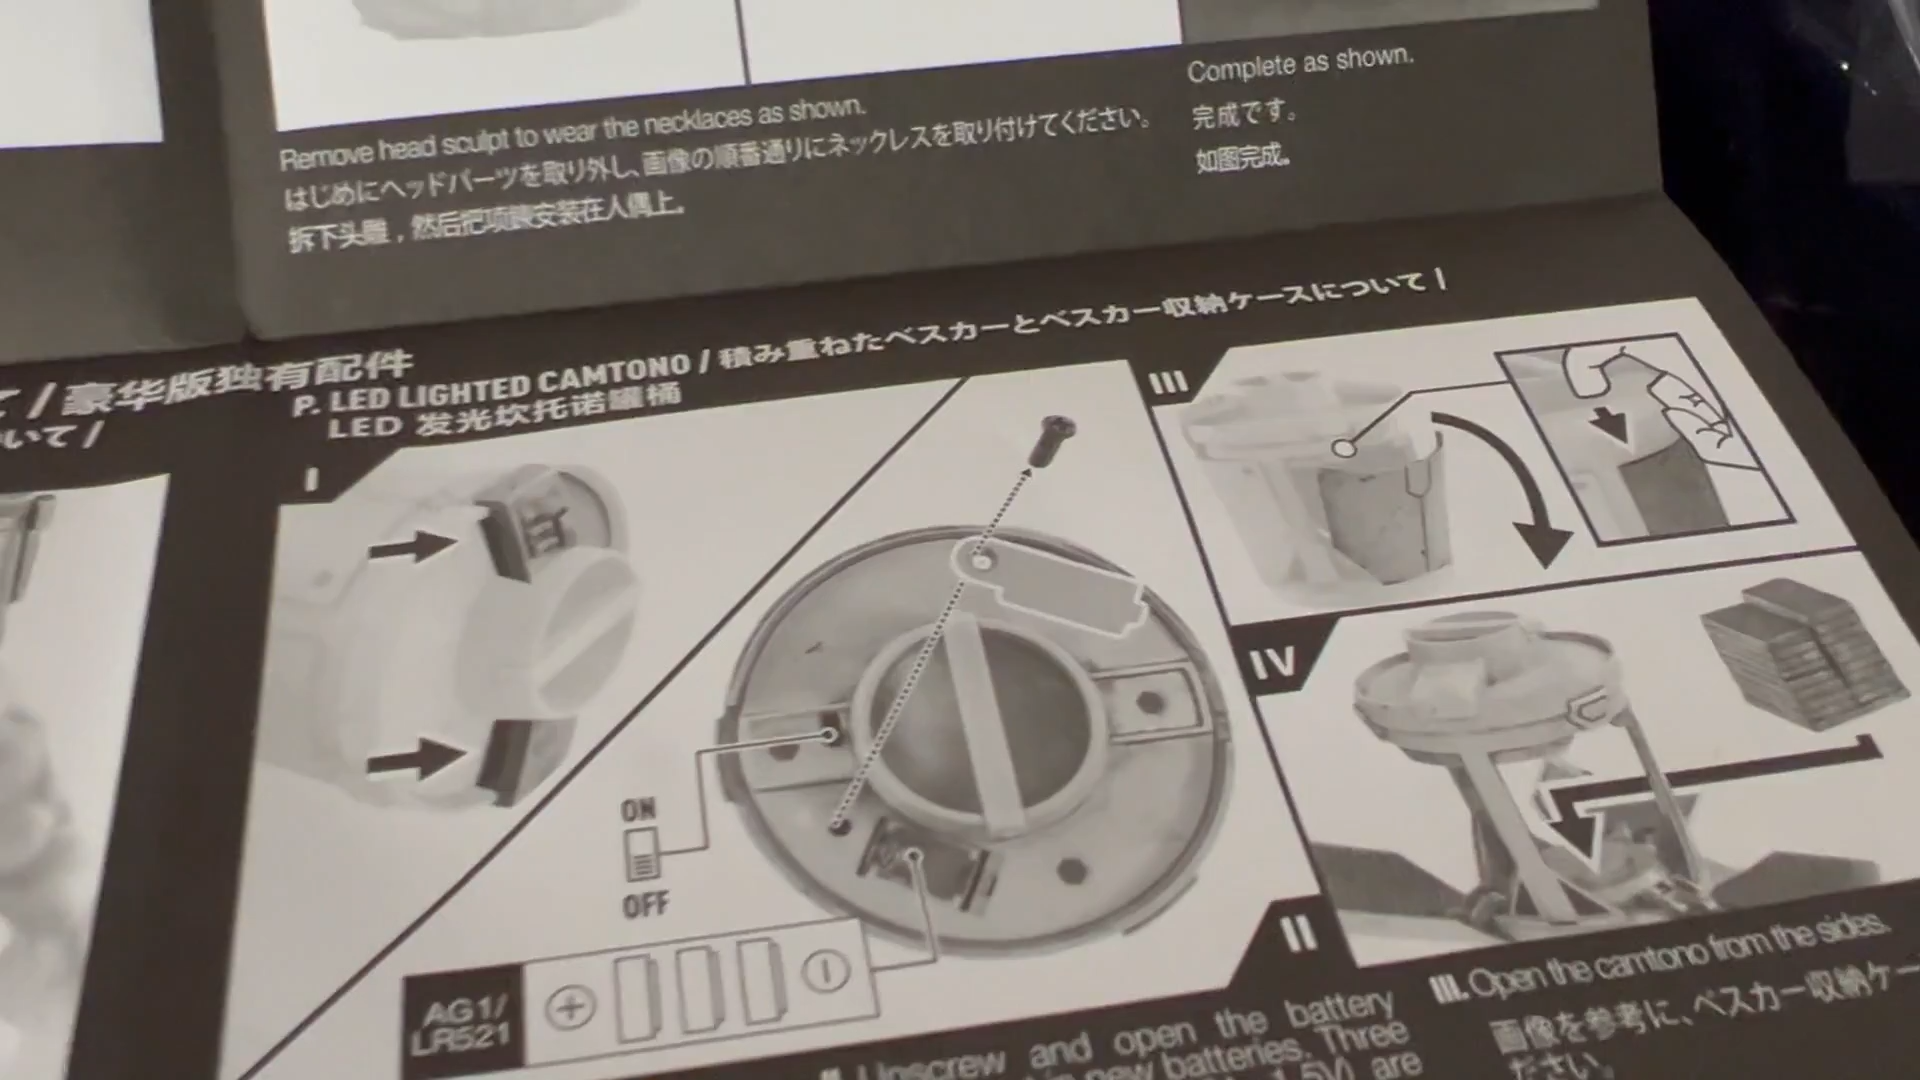 Remove head sculpt to wear the necklaces as shown.
はじめにヘッドパーツを取り外し、画像の順番通りにネックレスを取り付けてください。
拆下头雕，然后把项鍊安装在人偶上。
Complete as shown.
完成です。
如图完成。
て / 豪华版独有配件
いて /
P. LED LIGHTED CAMTONO / 積み重ねたベスカーとベスカー収納ケースについて I
LED 发光坎托诺罐桶
I
ON
OFF
AG1/
LR521
II
III
IV
II. Unscrew and open the battery
new batteries. Three
1.5V) are
III. Open the camtono from the sides.
画像を参考に、ベスカー収納ケー
ださい。